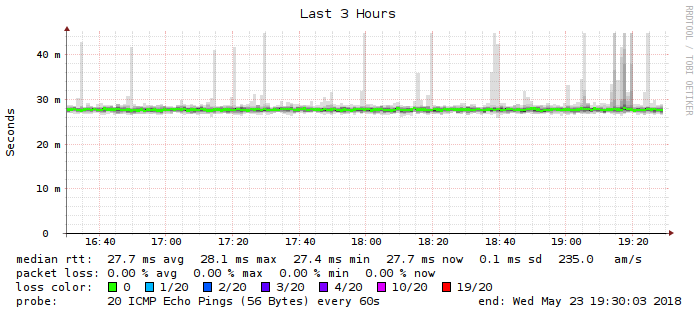 Last 3 Hours
RRDTOOL / TOBI OETIKER
Seconds
40 m
30 m
20 m
10 m
0
16:40 17:00 17:20 17:40 18:00 18:20 18:40 19:00 19:20
median rtt: 27.7 ms avg 28.1 ms max 27.4 ms min 27.7 ms now 0.1 ms sd 235.0 am/s
packet loss: 0.00 % avg 0.00 % max 0.00 % min 0.00 % now
loss color: 0 1/20 2/20 3/20 4/20 10/20 19/20
probe: 20 ICMP Echo Pings (56 Bytes) every 60s end: Wed May 23 19:30:03 2018